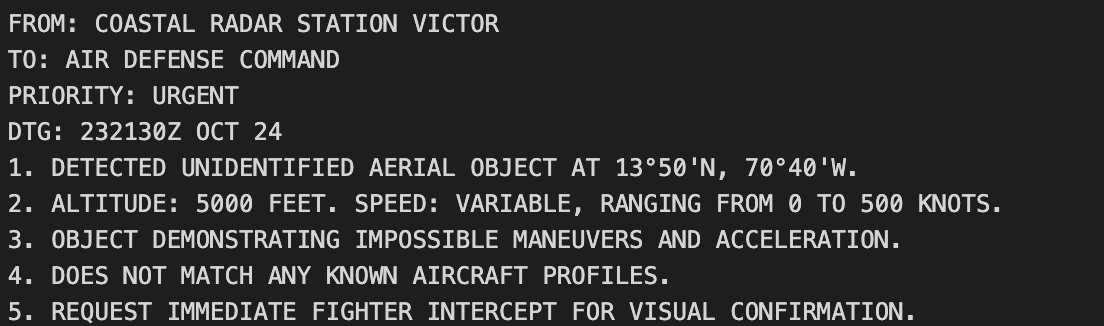 FROM: COASTAL RADAR STATION VICTOR
TO: AIR DEFENSE COMMAND
PRIORITY: URGENT
DTG: 232130Z OCT 24
1. DETECTED UNIDENTIFIED AERIAL OBJECT AT 13°50'N, 70°40'W.
2. ALTITUDE: 5000 FEET. SPEED: VARIABLE, RANGING FROM 0 TO 500 KNOTS.
3. OBJECT DEMONSTRATING IMPOSSIBLE MANEUVERS AND ACCELERATION.
4. DOES NOT MATCH ANY KNOWN AIRCRAFT PROFILES.
5. REQUEST IMMEDIATE FIGHTER INTERCEPT FOR VISUAL CONFIRMATION.